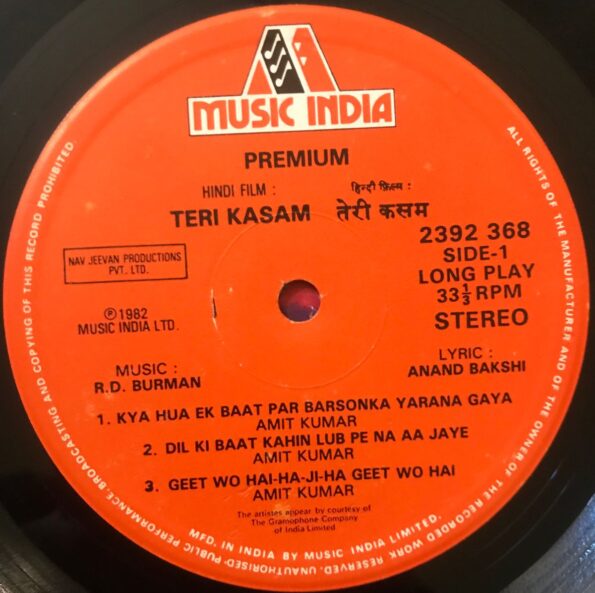 MUSIC INDIA
PREMIUM
HINDI FILM : हिन्दी फ़िल्म :
TERI KASAM तेरी कसम
2392 368
SIDE-1
LONG PLAY
33 1/3 RPM
STEREO
NAV JEEVAN PRODUCTIONS
PVT. LTD.
℗ 1982
MUSIC INDIA LTD.
MUSIC :
R.D. BURMAN
LYRIC :
ANAND BAKSHI
1. KYA HUA EK BAAT PAR BARSONKA YARANA GAYA
AMIT KUMAR
2. DIL KI BAAT KAHIN LUB PE NA AA JAYE
AMIT KUMAR
3. GEET WO HAI-HA-JI-HA GEET WO HAI
AMIT KUMAR
The artistes appear by courtesy of
The Gramophone Company
of India Limited
MFD. IN INDIA BY MUSIC INDIA LIMITED.
ALL RIGHTS OF THE MANUFACTURER AND OF THE OWNER OF THE RECORDED WORK RESERVED. UNAUTHORISED PUBLIC PERFORMANCE BROADCASTING AND COPYING OF THIS RECORD PROHIBITED.